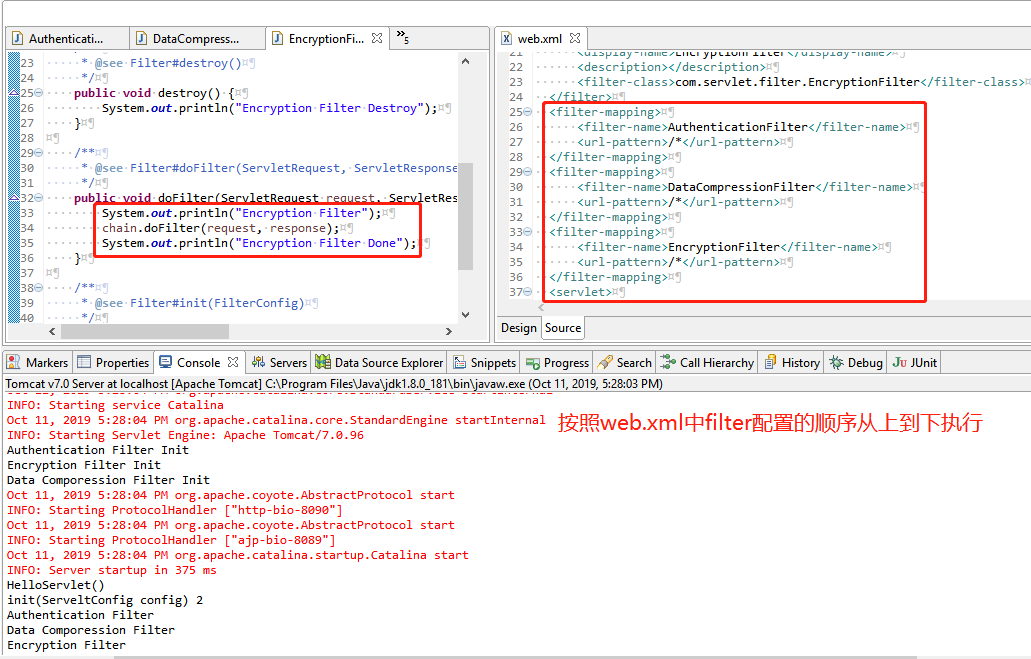 Authenticati...
DataCompress...
EncryptionFi...
5
23 * @see Filter#destroy()
24 */
25 public void destroy() {
26 System.out.println("Encryption Filter Destroy");
27 }
28
29 /**
30 * @see Filter#doFilter(ServletRequest, ServletResponse
31 */
32 public void doFilter(ServletRequest request, ServletRes
33 System.out.println("Encryption Filter");
34 chain.doFilter(request, response);
35 System.out.println("Encryption Filter Done");
36 }
37
38 /**
39 * @see Filter#init(FilterConfig)
40 */
web.xml
21 <display-name>EncryptionFilter</display-name>
22 <description></description>
23 <filter-class>com.servlet.filter.EncryptionFilter</filter-class>
24 </filter>
25 <filter-mapping>
26 <filter-name>AuthenticationFilter</filter-name>
27 <url-pattern>/*</url-pattern>
28 </filter-mapping>
29 <filter-mapping>
30 <filter-name>DataCompressionFilter</filter-name>
31 <url-pattern>/*</url-pattern>
32 </filter-mapping>
33 <filter-mapping>
34 <filter-name>EncryptionFilter</filter-name>
35 <url-pattern>/*</url-pattern>
36 </filter-mapping>
37 <servlet>
Design Source
Markers Properties Console Servers Data Source Explorer Snippets Progress Search Call Hierarchy History Debug JUnit
Tomcat v7.0 Server at localhost [Apache Tomcat] C:\Program Files\Java\jdk1.8.0_181\bin\javaw.exe (Oct 11, 2019, 5:28:03 PM)
INFO: Starting service Catalina
Oct 11, 2019 5:28:04 PM org.apache.catalina.core.StandardEngine startInternal
按照web.xml中filter配置的顺序从上到下执行
INFO: Starting Servlet Engine: Apache Tomcat/7.0.96
Authentication Filter Init
Encryption Filter Init
Data Comporession Filter Init
Oct 11, 2019 5:28:04 PM org.apache.coyote.AbstractProtocol start
INFO: Starting ProtocolHandler ["http-bio-8090"]
Oct 11, 2019 5:28:04 PM org.apache.coyote.AbstractProtocol start
INFO: Starting ProtocolHandler ["ajp-bio-8089"]
Oct 11, 2019 5:28:04 PM org.apache.catalina.startup.Catalina start
INFO: Server startup in 375 ms
HelloServlet()
init(ServeltConfig config) 2
Authentication Filter
Data Comporession Filter
Encryption Filter